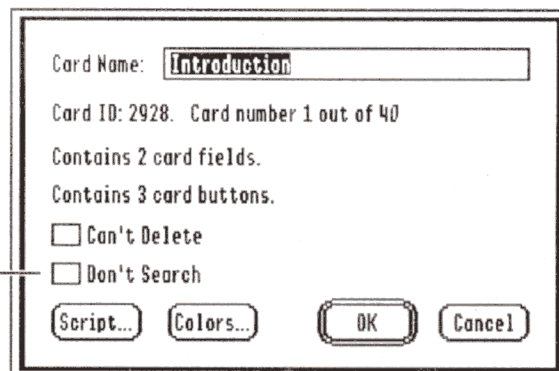 Card Name: Introduction
Card ID: 2928. Card number 1 out of 40
Contains 2 card fields.
Contains 3 card buttons.
Can't Delete
Don't Search
Script... Colors... OK Cancel